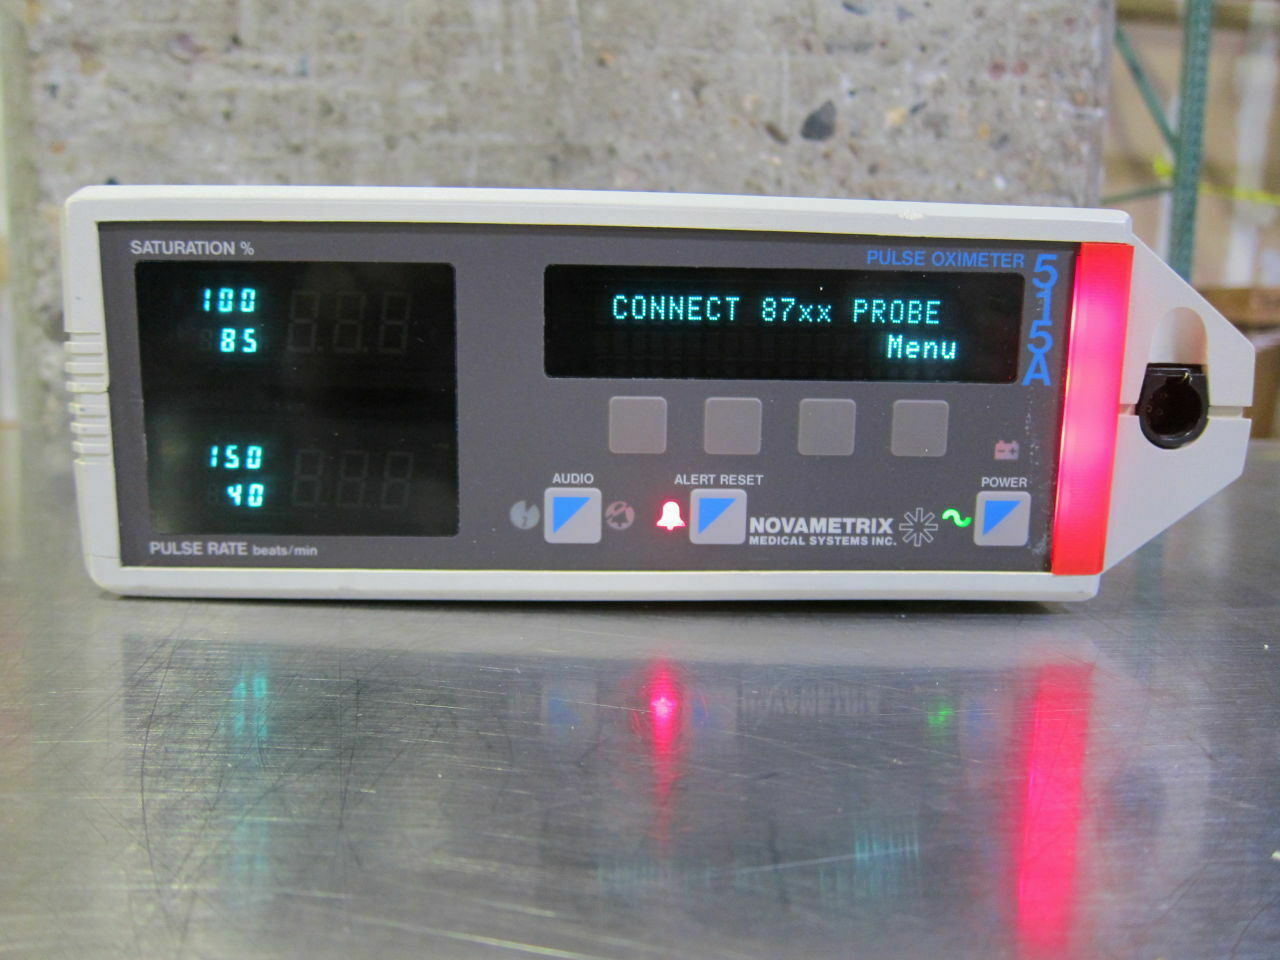 SATURATION %
100
85
150
40
PULSE RATE beats/min
PULSE OXIMETER
515A
CONNECT 87xx PROBE
Menu
AUDIO
ALERT RESET
POWER
NOVAMETRIX
MEDICAL SYSTEMS INC.